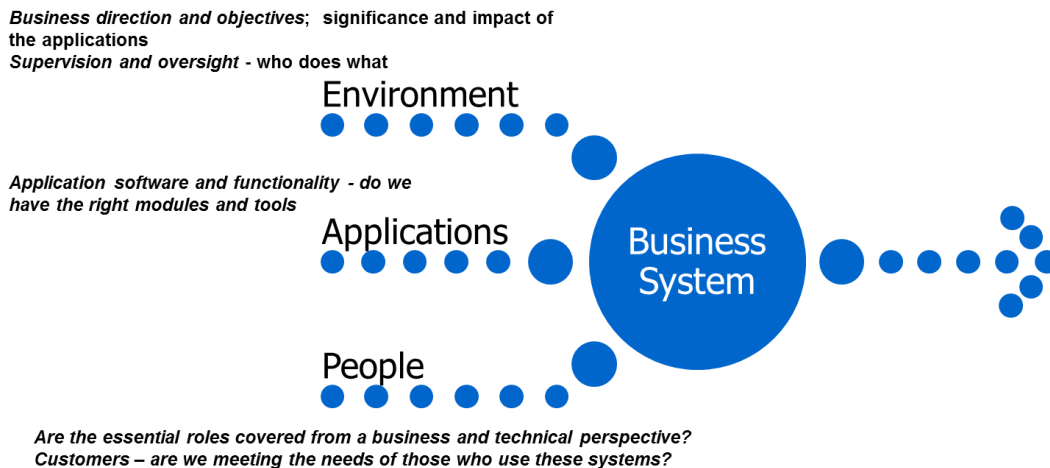 Business direction and objectives; significance and impact of
the applications
Supervision and oversight - who does what
Environment
Application software and functionality - do we
have the right modules and tools
Applications
Business
System
People
Are the essential roles covered from a business and technical perspective?
Customers – are we meeting the needs of those who use these systems?